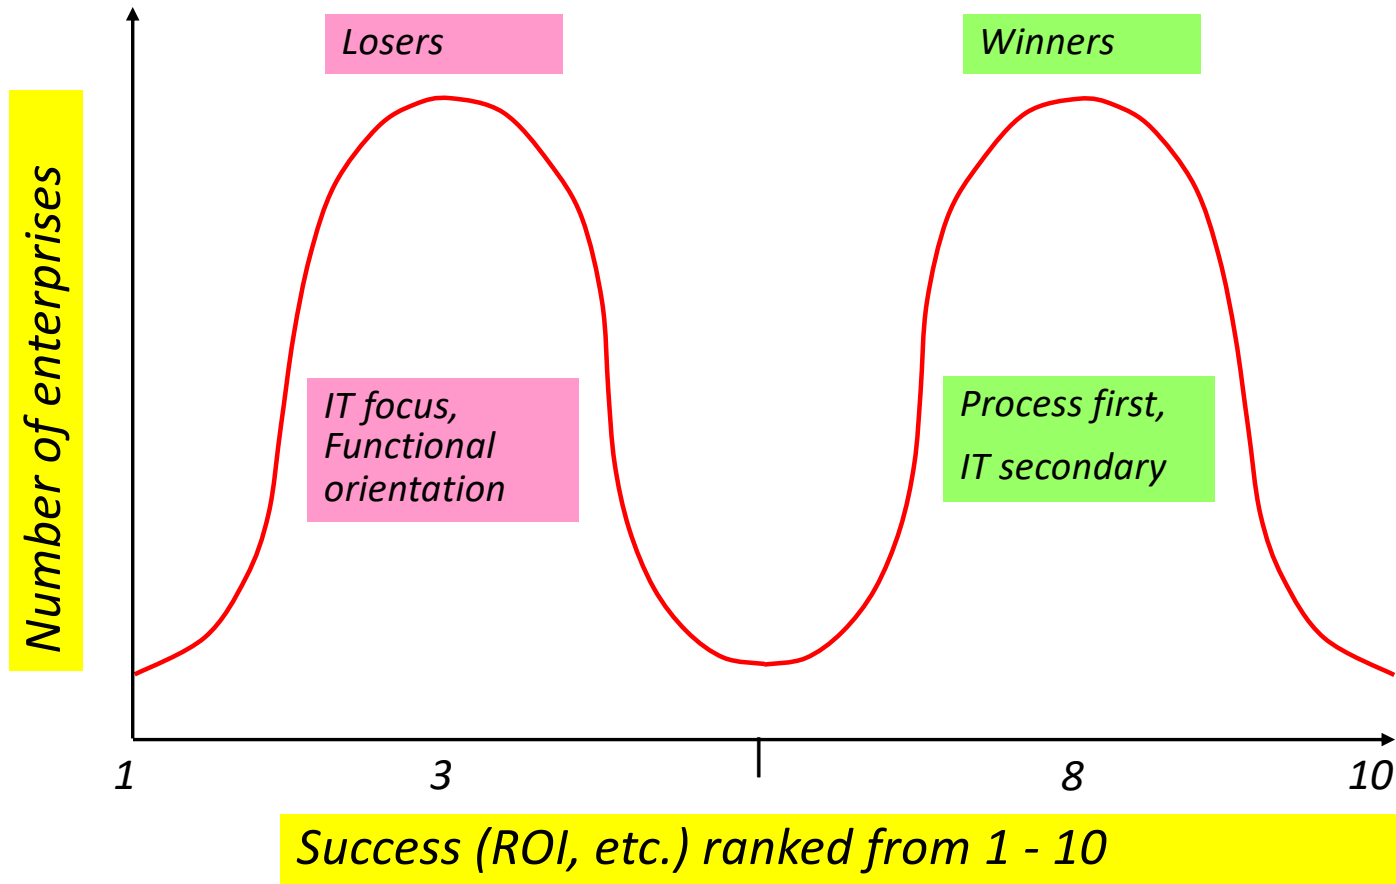 Losers
Winners
Number of enterprises
IT focus,
Functional
orientation
Process first,
IT secondary
1
3
8
10
Success (ROI, etc.) ranked from 1 - 10